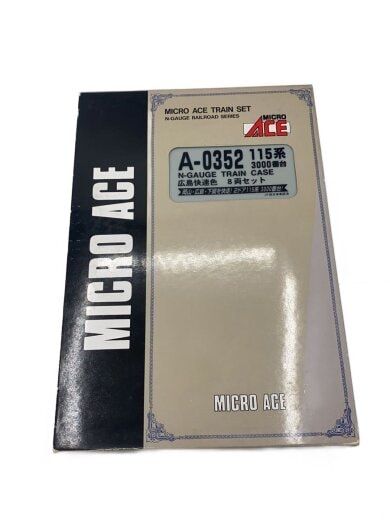 MICRO ACE TRAIN SET
N-GAUGE RAILROAD SERIES
MICRO
ACE
A-0352 115系
3000番台
N-GAUGE TRAIN CASE
広島快速色 8両セット
MICRO ACE
MICRO ACE